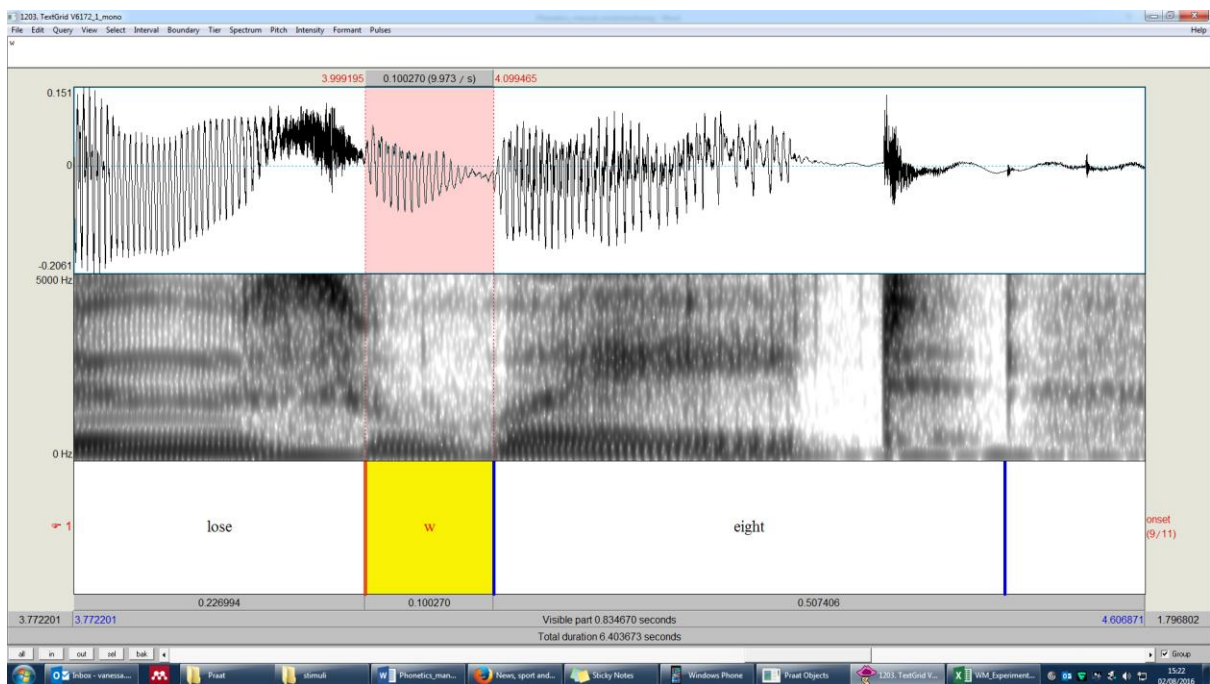 1203. TextGrid V6172_1_mono
File Edit Query View Select Interval Boundary Tier Spectrum Pitch Intensity Formant Pulses Help
w
3.999195 0.100270 (9.973 / s) 4.099465
0.151
0
-0.2061
5000 Hz
0 Hz
1 lose w eight onset
(9/11)
0.226994 0.100270 0.507406
3.772201 3.772201 Visible part 0.834670 seconds 4.606871 1.796802
Total duration 6.403673 seconds
all in out sel bak Group
Inbox - vanessa.... Praat stimuli Phonetics_man... News, sport and... Sticky Notes Windows Phone Praat Objects 1203. TextGrid V... WM_Experiment... 15:22
02/08/2016